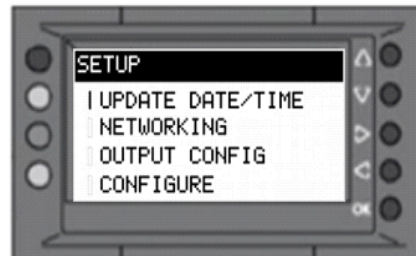 SETUP
UPDATE DATE/TIME
NETWORKING
OUTPUT CONFIG
CONFIGURE
OK